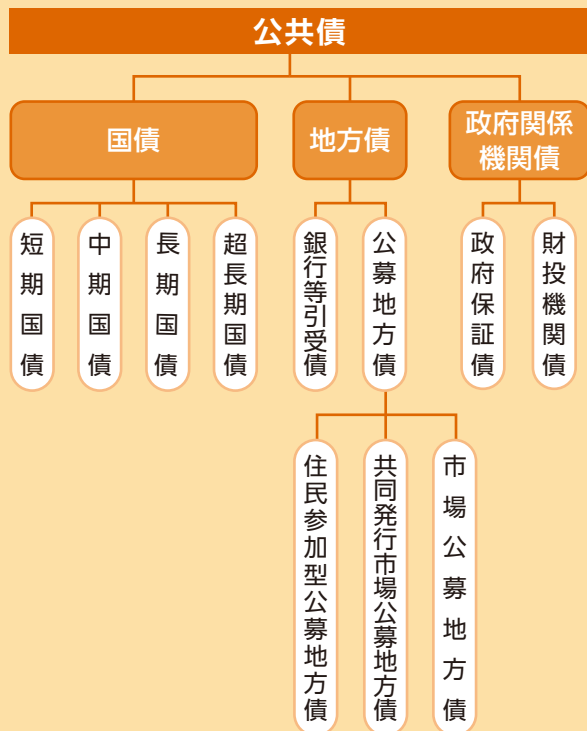 公共債
国債
地方債
政府関係
機関債
短期国債
中期国債
長期国債
超長期国債
銀行等引受債
公募地方債
政府保証債
財投機関債
住民参加型公募地方債
共同発行市場公募地方債
市場公募地方債